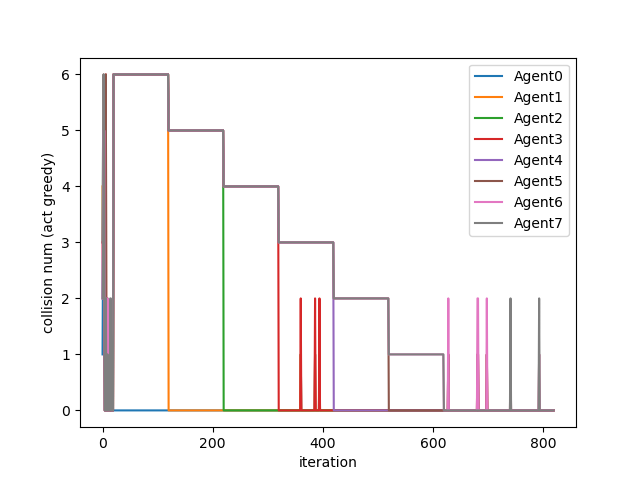 collision num (act greedy)
6
5
4
3
2
1
0
0 200 400 600 800
iteration
Agent0
Agent1
Agent2
Agent3
Agent4
Agent5
Agent6
Agent7